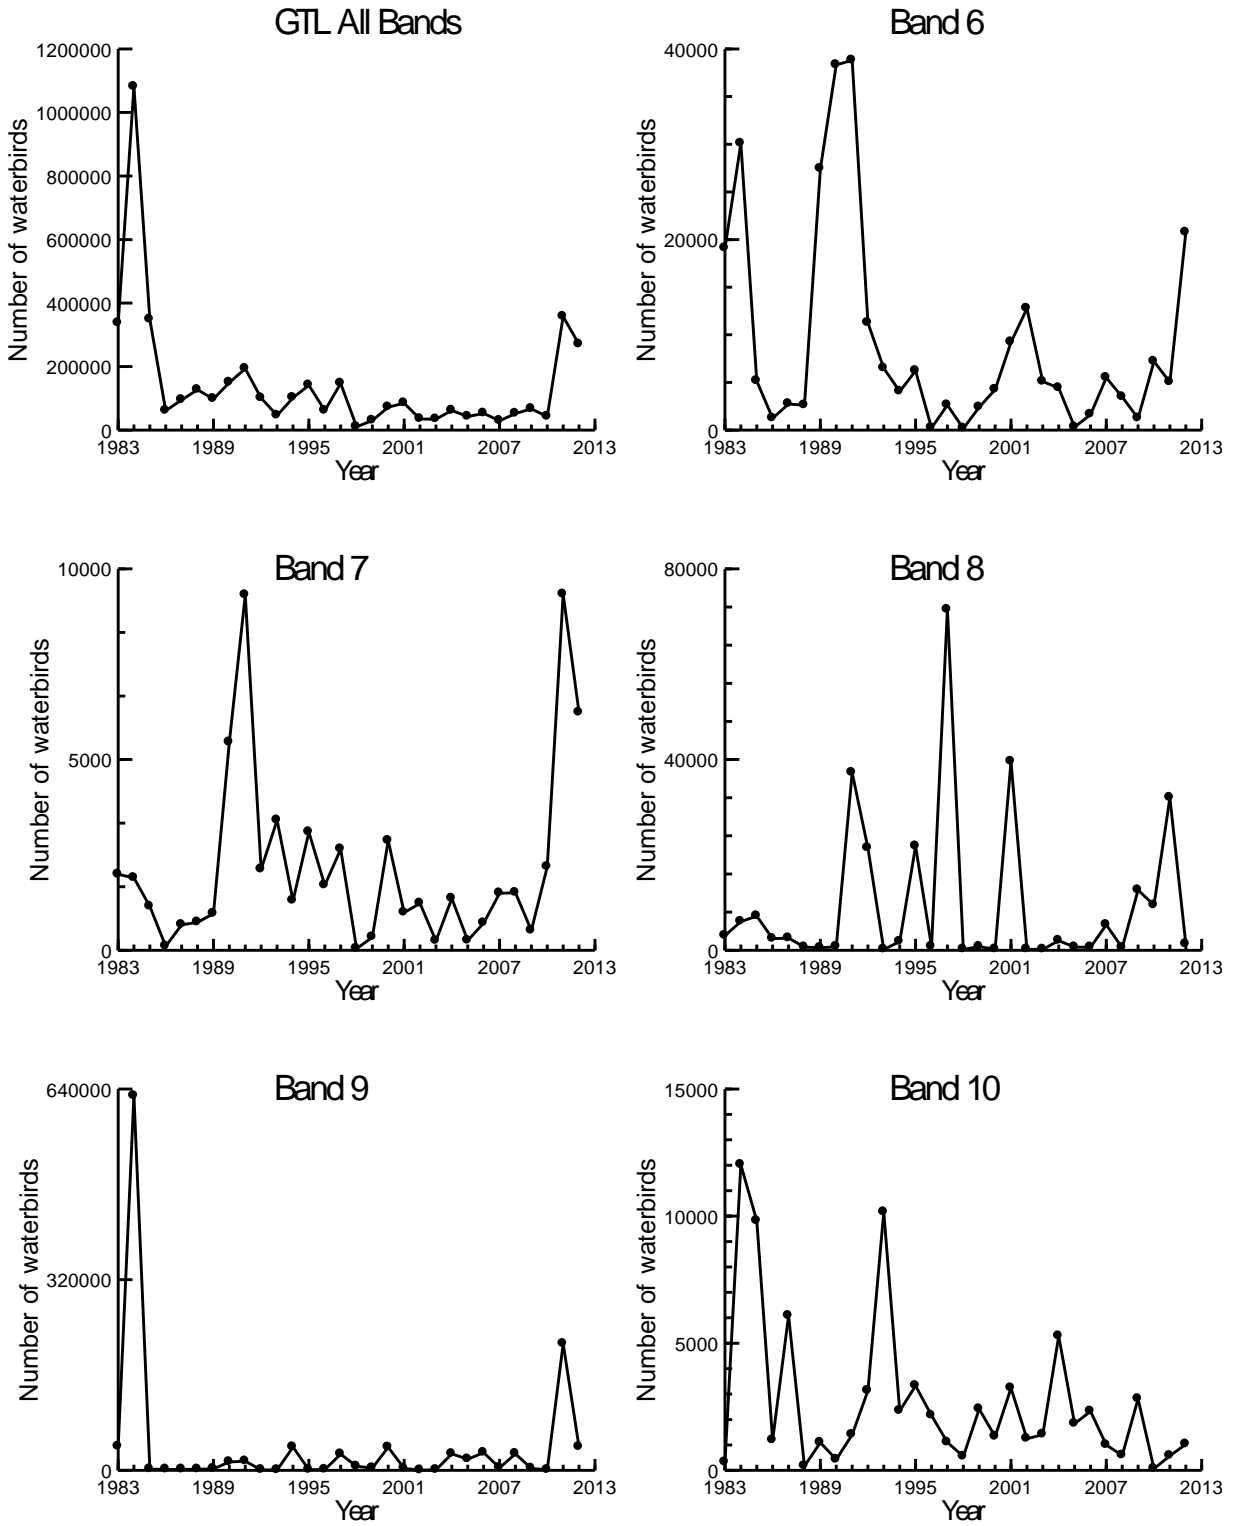 GTL All Bands
1200000
1000000
800000
600000
400000
200000
0
Number of waterbirds
1983 1989 1995 2001 2007 2013
Year
Band 6
40000
20000
0
Number of waterbirds
1983 1989 1995 2001 2007 2013
Year
Band 7
10000
5000
0
Number of waterbirds
1983 1989 1995 2001 2007 2013
Year
Band 8
80000
40000
0
Number of waterbirds
1983 1989 1995 2001 2007 2013
Year
Band 9
640000
320000
0
Number of waterbirds
1983 1989 1995 2001 2007 2013
Year
Band 10
15000
10000
5000
0
Number of waterbirds
1983 1989 1995 2001 2007 2013
Year